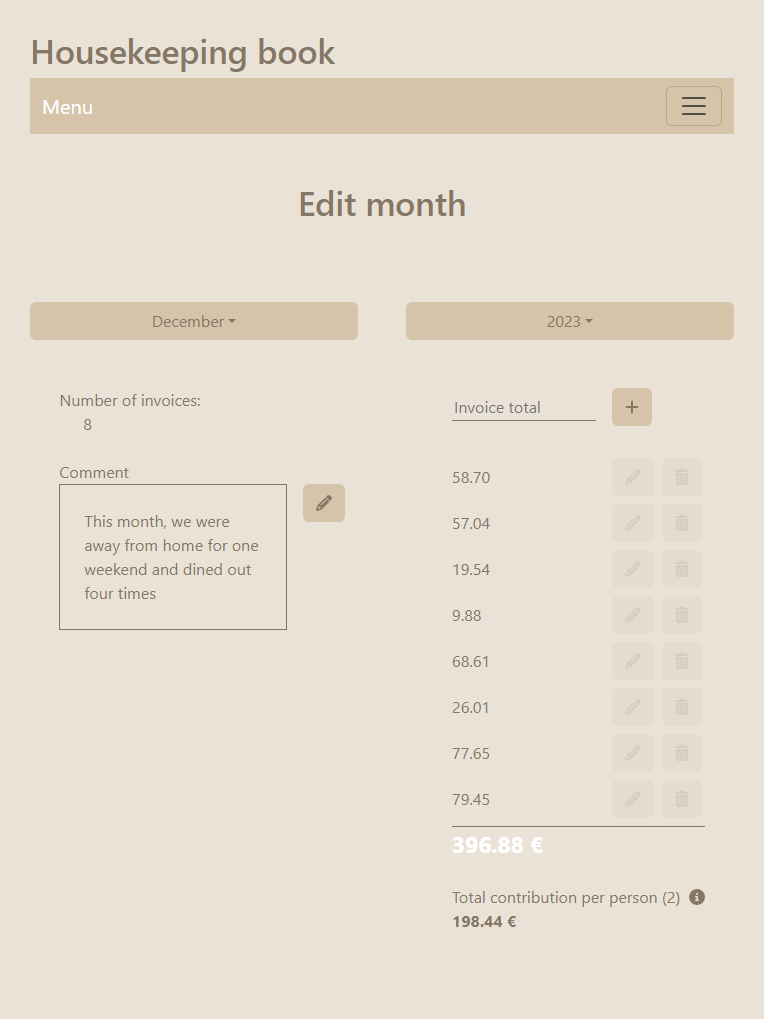 Housekeeping book
Menu
Edit month
December
2023
Number of invoices:
8
Comment
This month, we were
away from home for one
weekend and dined out
four times
Invoice total
58.70
57.04
19.54
9.88
68.61
26.01
77.65
79.45
396.88 €
Total contribution per person (2)
198.44 €